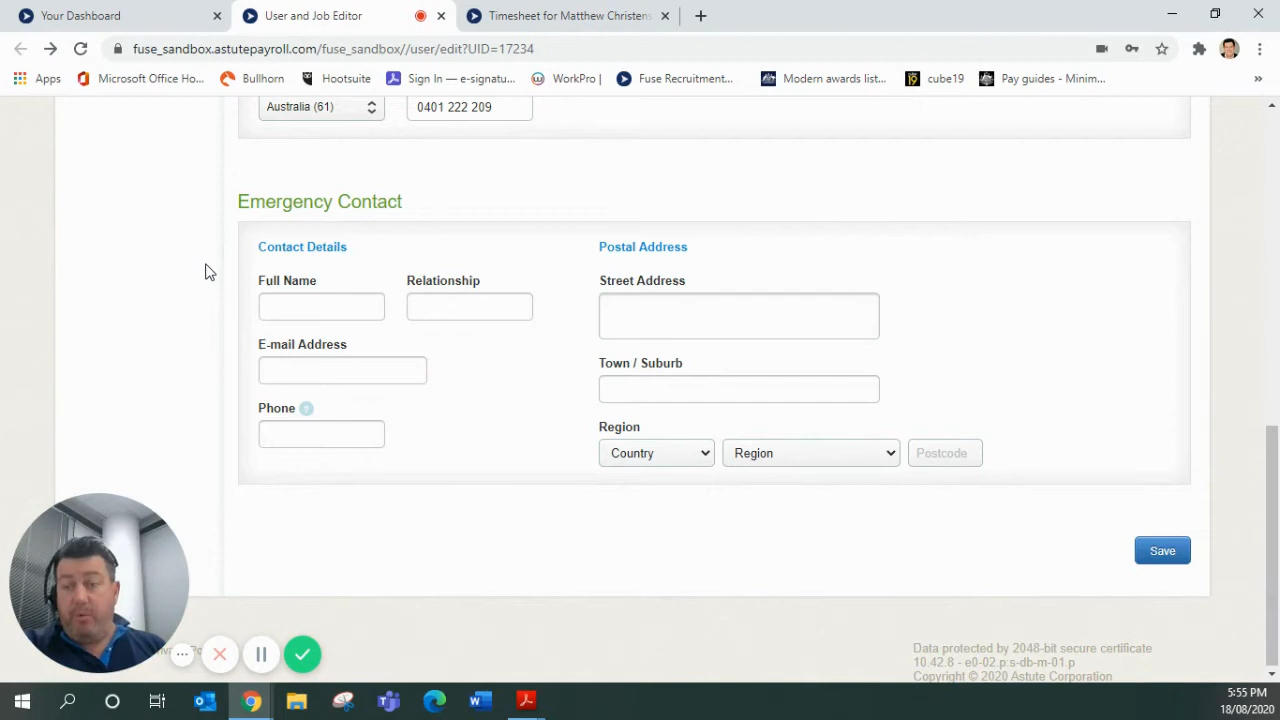 Your Dashboard
User and Job Editor
Timesheet for Matthew Christens
fuse_sandbox.astutepayroll.com/fuse_sandbox//user/edit?UID=17234
Apps
Microsoft Office Ho...
Bullhorn
Hootsuite
Sign In — e-signatu...
WorkPro |
Fuse Recruitment...
Modern awards list...
cube19
Pay guides - Minim...
»
Australia (61)
0401 222 209
Emergency Contact
Contact Details
Postal Address
Full Name
Relationship
Street Address
E-mail Address
Town / Suburb
Phone ?
Region
Country
Region
Postcode
Save
Data protected by 2048-bit secure certificate
10.42.8 - e0-02.p:s-db-m-01.p
Copyright © 2020 Astute Corporation
5:55 PM
18/08/2020